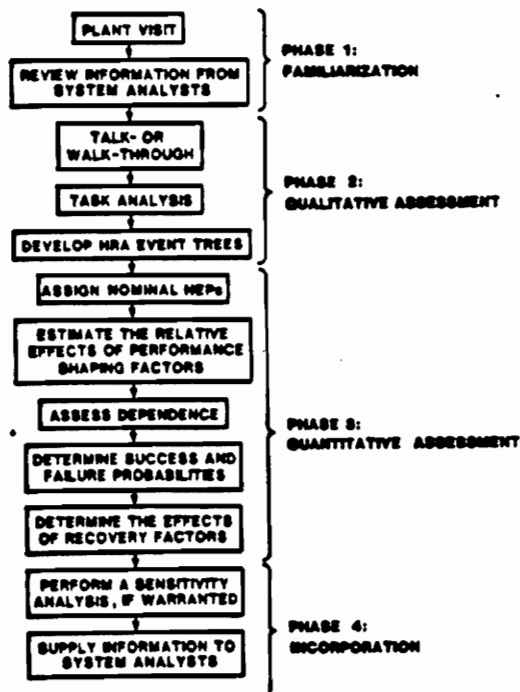 PLANT VISIT
REVIEW INFORMATION FROM
SYSTEM ANALYSTS
PHASE 1:
FAMILIARIZATION
TALK- OR
WALK-THROUGH
TASK ANALYSIS
DEVELOP HRA EVENT TREES
PHASE 2:
QUALITATIVE ASSESSMENT
ASSIGN NOMINAL HEPs
ESTIMATE THE RELATIVE
EFFECTS OF PERFORMANCE
SHAPING FACTORS
ASSESS DEPENDENCE
DETERMINE SUCCESS AND
FAILURE PROBABILITIES
DETERMINE THE EFFECTS
OF RECOVERY FACTORS
PHASE 3:
QUANTITATIVE ASSESSMENT
PERFORM A SENSITIVITY
ANALYSIS, IF WARRANTED
SUPPLY INFORMATION TO
SYSTEM ANALYSTS
PHASE 4:
INCORPORATION